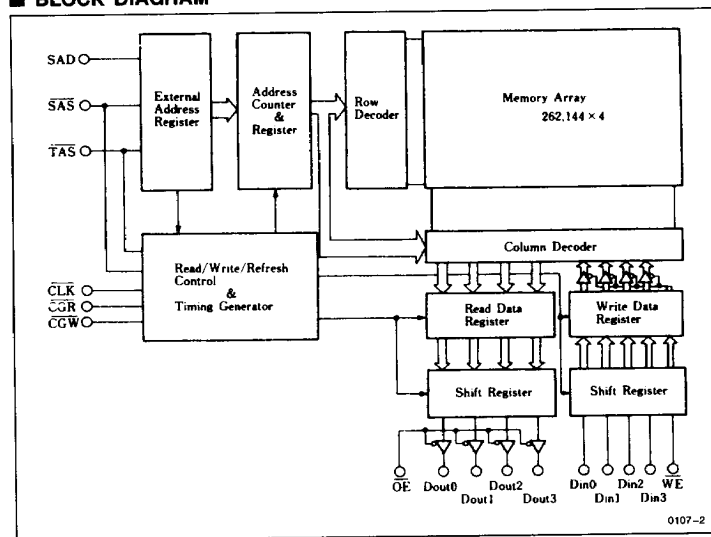 ■ BLOCK DIAGRAM
SAD
SAS
TAS
External
Address
Register
Address
Counter
&
Register
Row
Decoder
Memory Array
262,144 × 4
Column Decoder
Read/Write/Refresh
Control
&
Timing Generator
CLK
CGR
CGW
Read Data
Register
Write Data
Register
Shift Register
Shift Register
OE
Dout0
Dout1
Dout2
Dout3
Din0
Din1
Din2
Din3
WE
0107-2